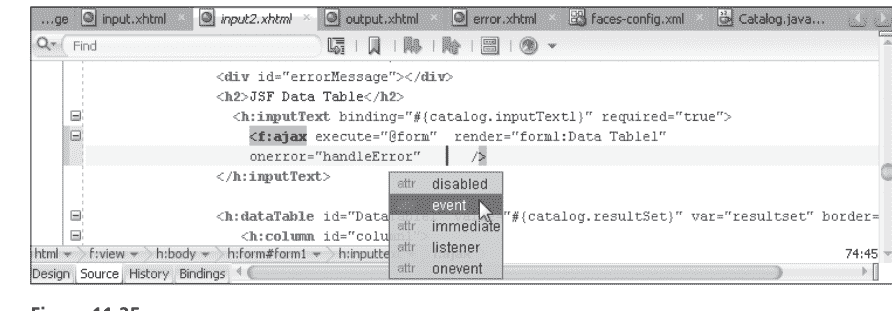 ...ge input.xhtml × input2.xhtml × output.xhtml × error.xhtml × faces-config.xml × Catalog.java...
Find
<div id="errorMessage"></div>
<h2>JSF Data Table</h2>
<h:inputText binding="#{catalog.inputText1}" required="true">
<f:ajax execute="@form" render="form1:Data Table1"
onerror="handleError" />
</h:inputText>
attr disabled
event
attr immediate
attr listener
attr onevent
<h:dataTable id="Data "#{catalog.resultSet}" var="resultset" border=
<h:column id="colu
html f:view h:body h:form#form1 h:inputte 74:45
Design Source History Bindings